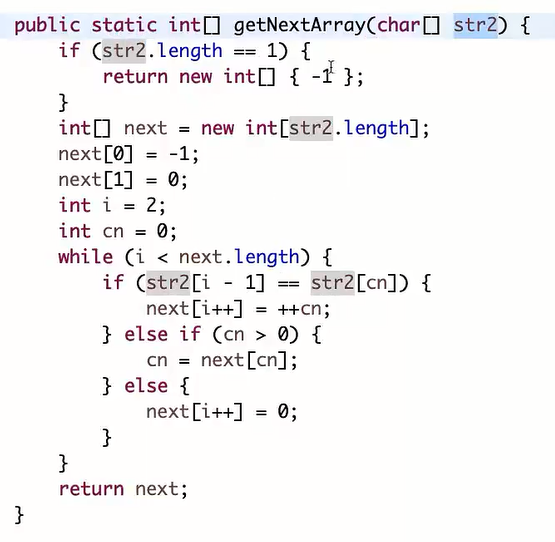 public static int[] getNextArray(char[] str2) {
    if (str2.length == 1) {
        return new int[] { -1 };
    }
    int[] next = new int[str2.length];
    next[0] = -1;
    next[1] = 0;
    int i = 2;
    int cn = 0;
    while (i < next.length) {
        if (str2[i - 1] == str2[cn]) {
            next[i++] = ++cn;
        } else if (cn > 0) {
            cn = next[cn];
        } else {
            next[i++] = 0;
        }
    }
    return next;
}